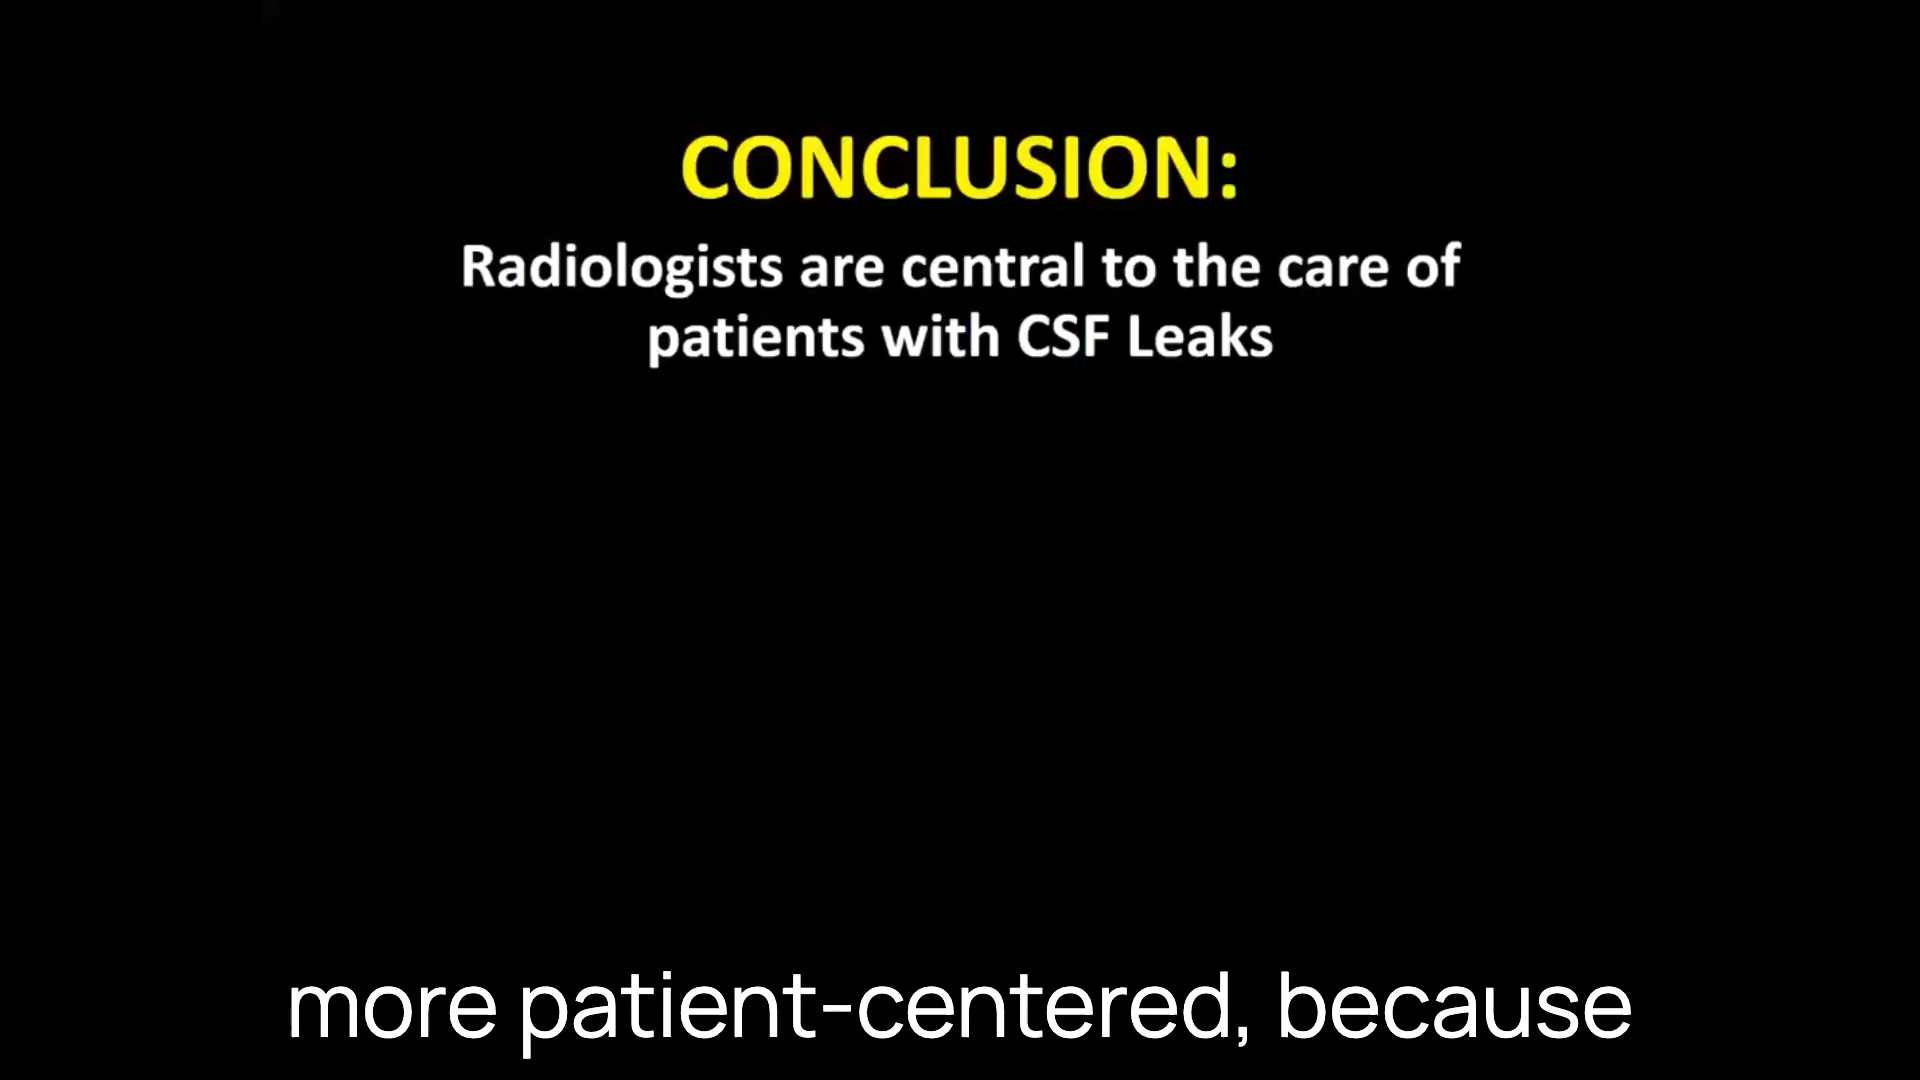 CONCLUSION:
Radiologists are central to the care of
patients with CSF Leaks
more patient-centered, because